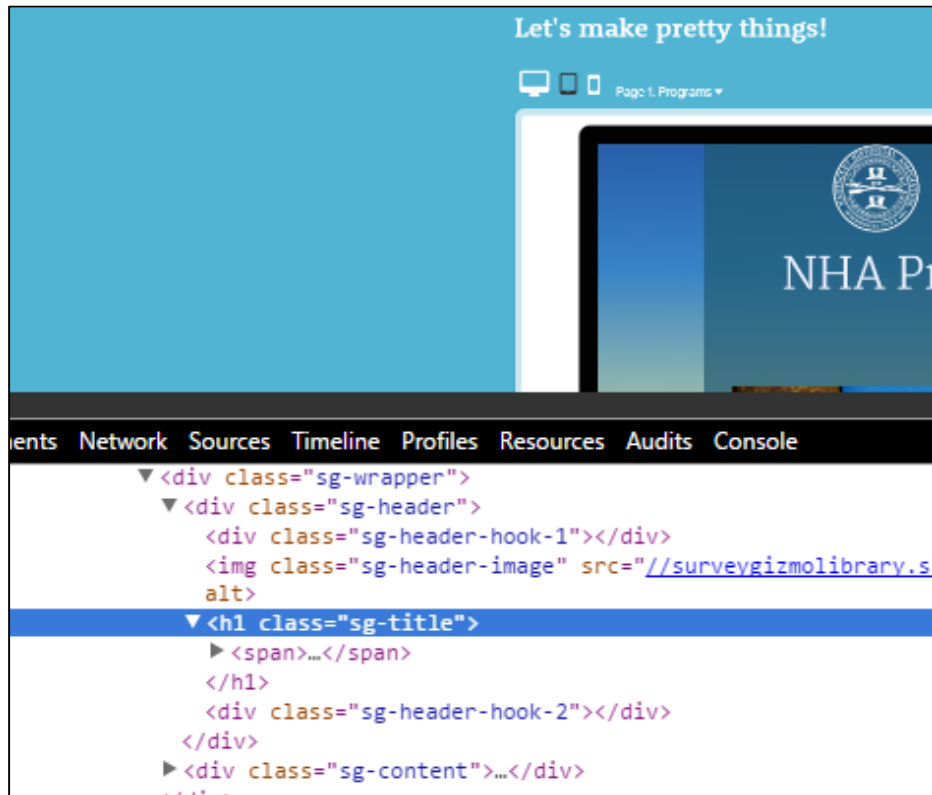 Let's make pretty things!
Page 1. Programs
NHA
Network Sources Timeline Profiles Resources Audits Console
<div class="sg-wrapper">
<div class="sg-header">
<div class="sg-header-hook-1"></div>
<img class="sg-header-image" src="//surveygizmolibrary.s
alt>
<h1 class="sg-title">
<span>…</span>
</h1>
<div class="sg-header-hook-2"></div>
</div>
<div class="sg-content">…</div>